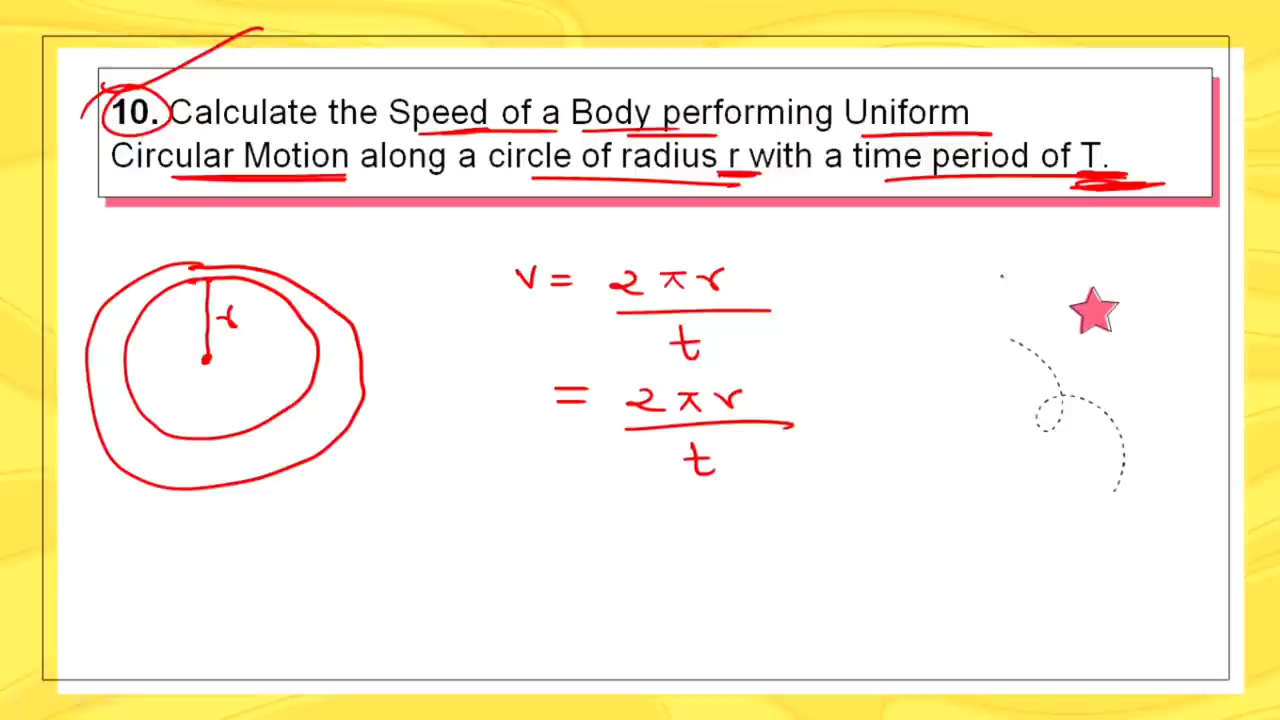 10. Calculate the Speed of a Body performing Uniform
Circular Motion along a circle of radius r with a time period of T.
r
v = 2πr
t
= 2πr
t